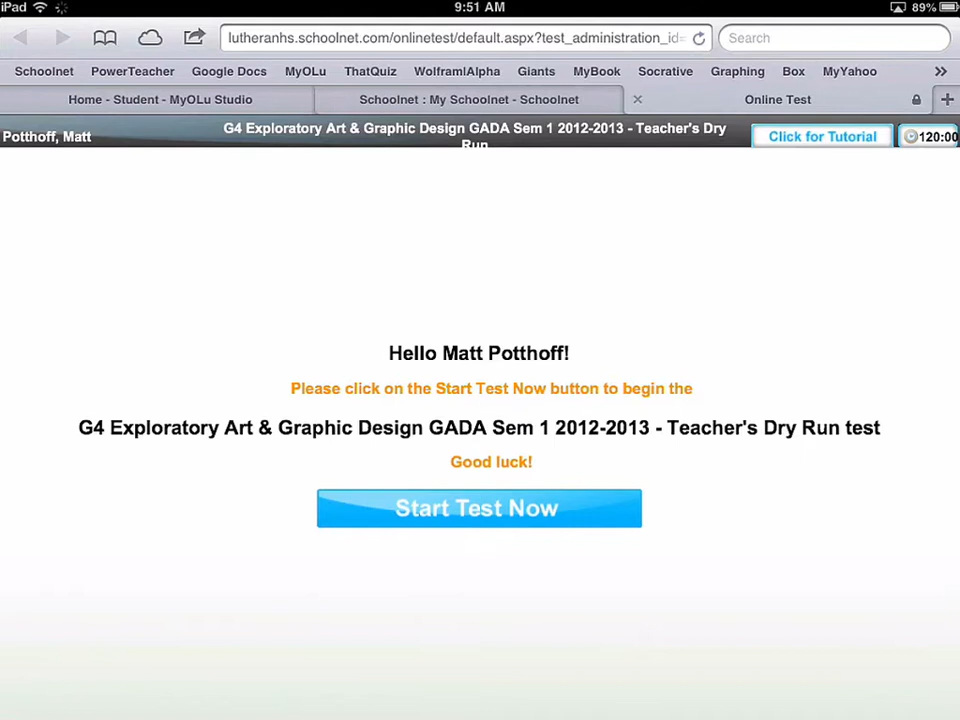 iPad 9:51 AM 89%
lutheranhs.schoolnet.com/onlinetest/default.aspx?test_administration_id= Search
Schoolnet PowerTeacher Google Docs MyOLu ThatQuiz Wolfram|Alpha Giants MyBook Socrative Graphing Box MyYahoo »
Home - Student - MyOLu Studio Schoolnet : My Schoolnet - Schoolnet Online Test
Potthoff, Matt G4 Exploratory Art & Graphic Design GADA Sem 1 2012-2013 - Teacher's Dry Click for Tutorial 120:00
Run
Hello Matt Potthoff!
Please click on the Start Test Now button to begin the
G4 Exploratory Art & Graphic Design GADA Sem 1 2012-2013 - Teacher's Dry Run test
Good luck!
Start Test Now